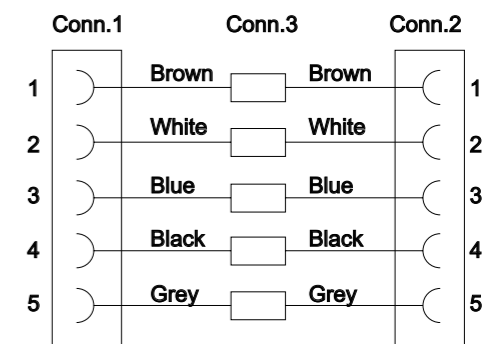 Conn.1 Conn.3 Conn.2
1 Brown Brown 1
2 White White 2
3 Blue Blue 3
4 Black Black 4
5 Grey Grey 5